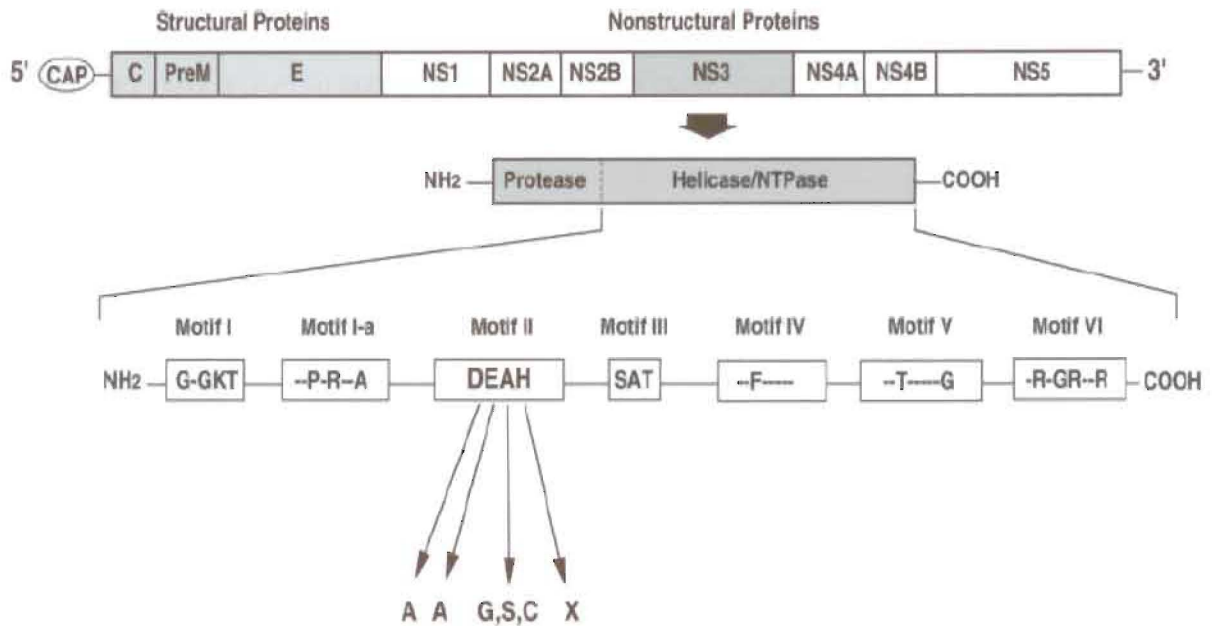 Structural Proteins Nonstructural Proteins
5' CAP C PreM E NS1 NS2A NS2B NS3 NS4A NS4B NS5 3'
NH2 Protease Helicase/NTPase COOH
Motif I Motif I-a Motif II Motif III Motif IV Motif V Motif VI
NH2 G-GKT --P-R--A DEAH SAT --F----- --T-----G -R-GR--R COOH
A A G,S,C X